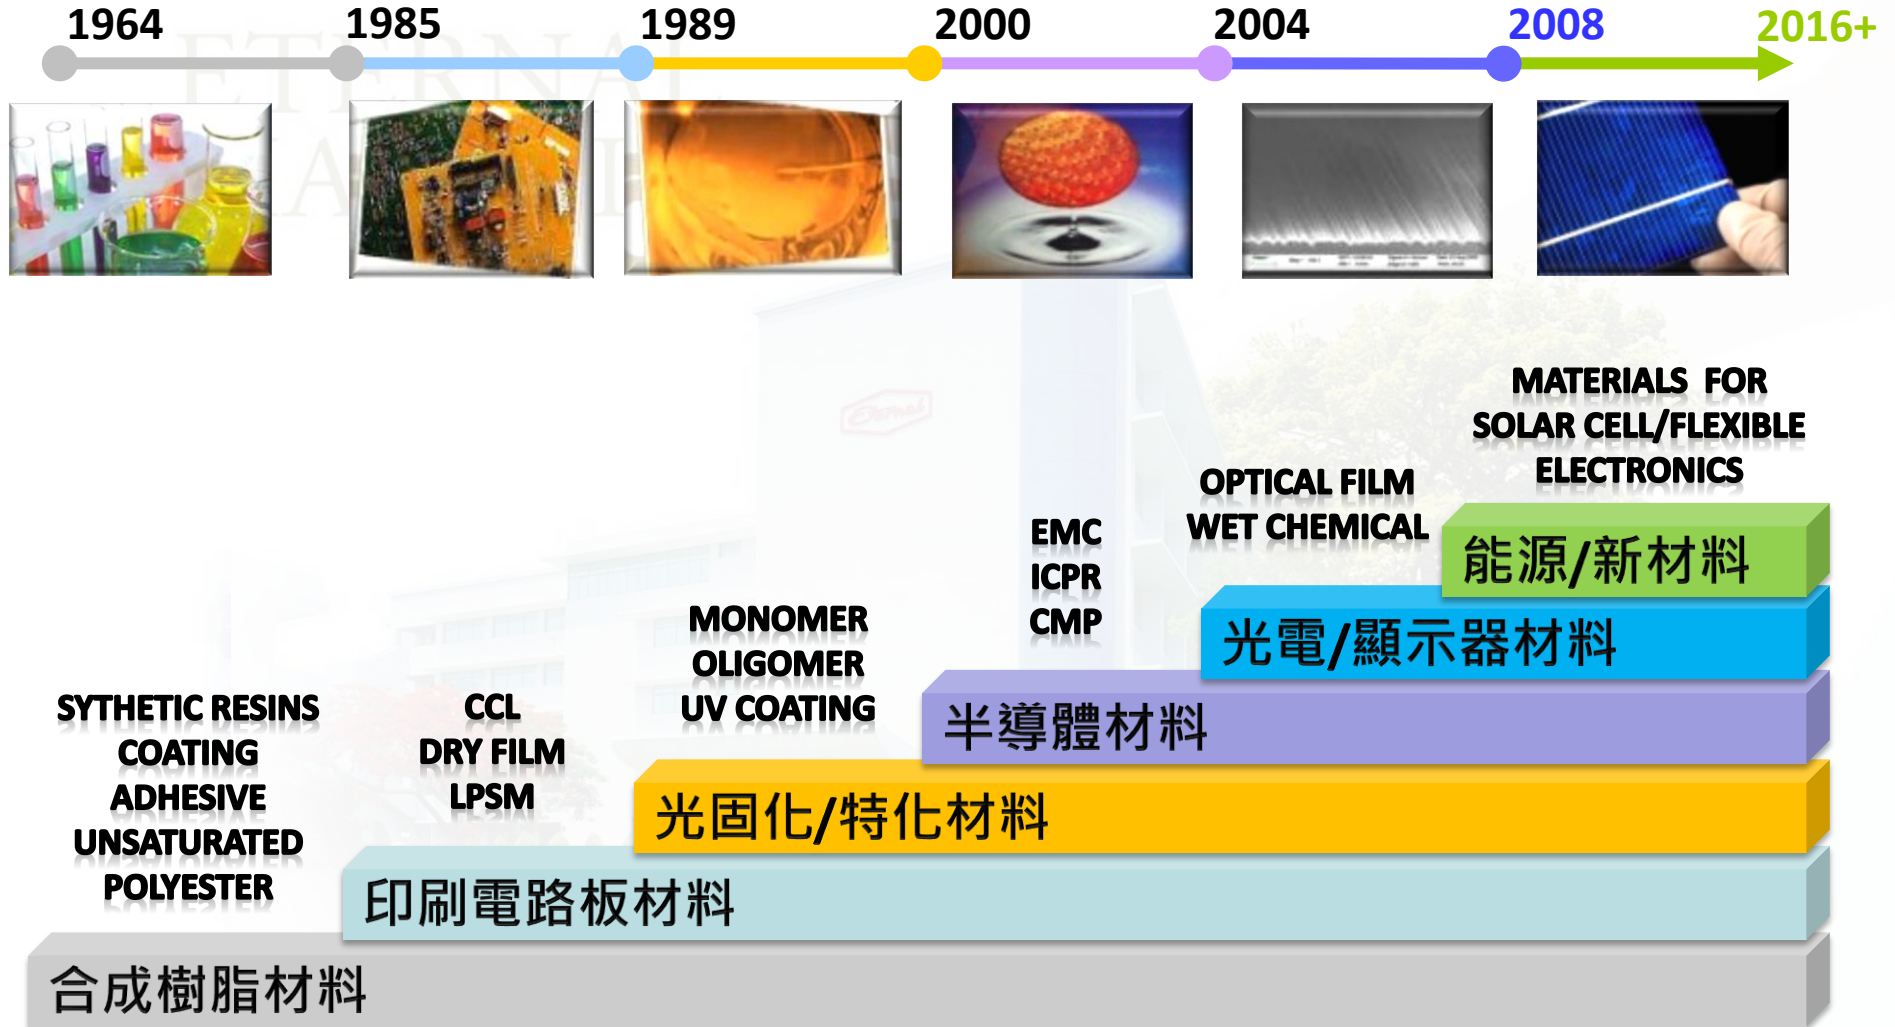 1964
1985
1989
2000
2004
2008
2016+
ETERNAL
MATERIALS FOR
SOLAR CELL/FLEXIBLE
ELECTRONICS
OPTICAL FILM
WET CHEMICAL
EMC
ICPR
CMP
MONOMER
OLIGOMER
UV COATING
CCL
DRY FILM
LPSM
SYTHETIC RESINS
COATING
ADHESIVE
UNSATURATED
POLYESTER
Eternal
能源/新材料
光電/顯示器材料
半導體材料
光固化/特化材料
印刷電路板材料
合成樹脂材料